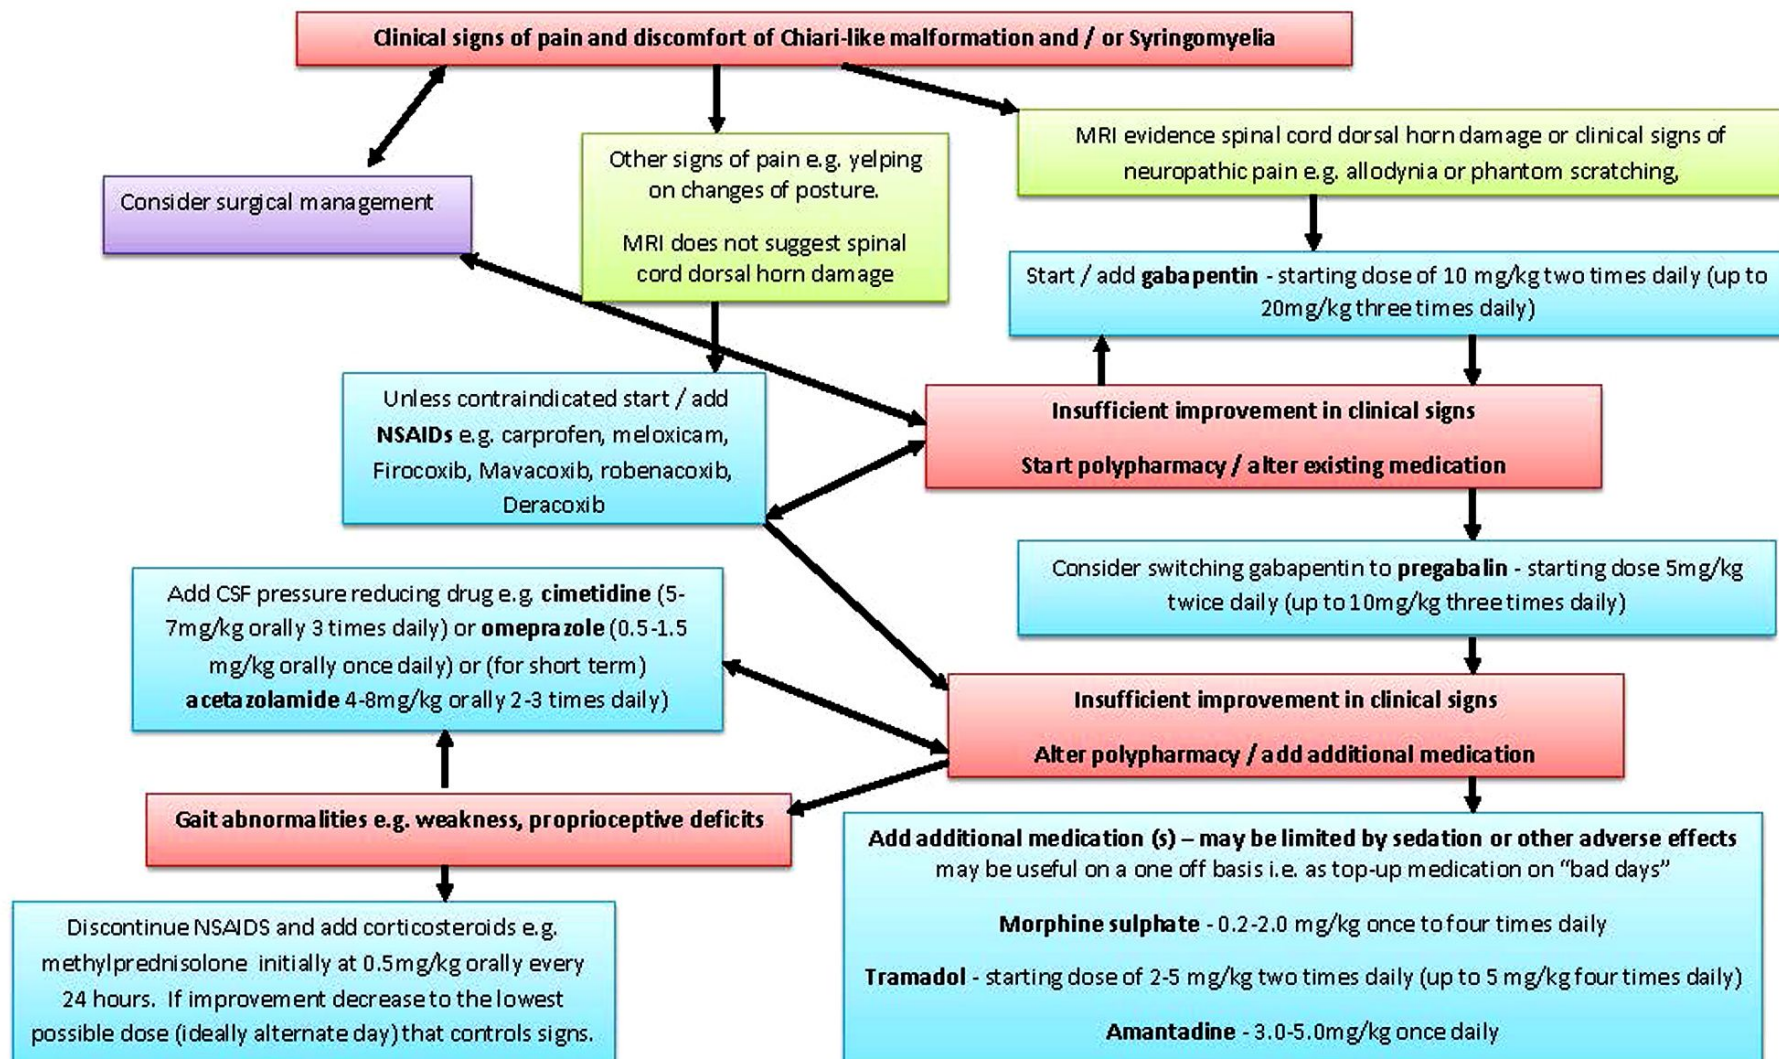 Clinical signs of pain and discomfort of Chiari-like malformation and / or Syringomyelia
Consider surgical management
Other signs of pain e.g. yelping
on changes of posture.
MRI does not suggest spinal
cord dorsal horn damage
MRI evidence spinal cord dorsal horn damage or clinical signs of
neuropathic pain e.g. allodynia or phantom scratching,
Start / add gabapentin - starting dose of 10 mg/kg two times daily (up to
20mg/kg three times daily)
Unless contraindicated start / add
NSAIDs e.g. carprofen, meloxicam,
Firocoxib, Mavacoxib, robenacoxib,
Deracoxib
Insufficient improvement in clinical signs
Start polypharmacy / alter existing medication
Consider switching gabapentin to pregabalin - starting dose 5mg/kg
twice daily (up to 10mg/kg three times daily)
Add CSF pressure reducing drug e.g. cimetidine (5-
7mg/kg orally 3 times daily) or omeprazole (0.5-1.5
mg/kg orally once daily) or (for short term)
acetazolamide 4-8mg/kg orally 2-3 times daily)
Insufficient improvement in clinical signs
Alter polypharmacy / add additional medication
Gait abnormalities e.g. weakness, proprioceptive deficits
Discontinue NSAIDS and add corticosteroids e.g.
methylprednisolone initially at 0.5mg/kg orally every
24 hours. If improvement decrease to the lowest
possible dose (ideally alternate day) that controls signs.
Add additional medication (s) – may be limited by sedation or other adverse effects
may be useful on a one off basis i.e. as top-up medication on “bad days”
Morphine sulphate - 0.2-2.0 mg/kg once to four times daily
Tramadol - starting dose of 2-5 mg/kg two times daily (up to 5 mg/kg four times daily)
Amantadine - 3.0-5.0mg/kg once daily